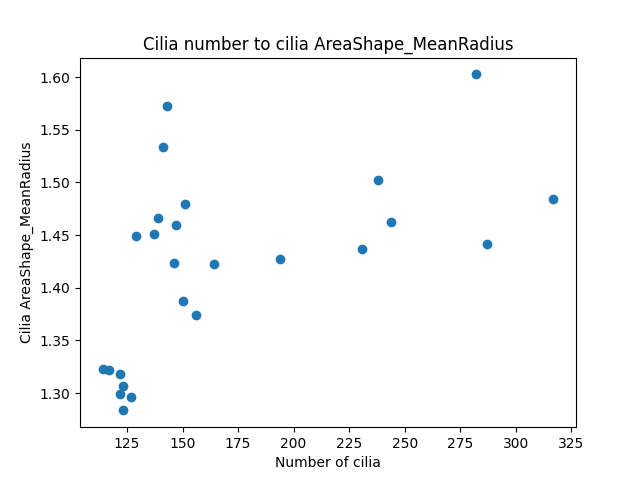 Cilia number to cilia AreaShape_MeanRadius
1.60
1.55
1.50
1.45
1.40
1.35
1.30
Cilia AreaShape_MeanRadius
125 150 175 200 225 250 275 300 325
Number of cilia